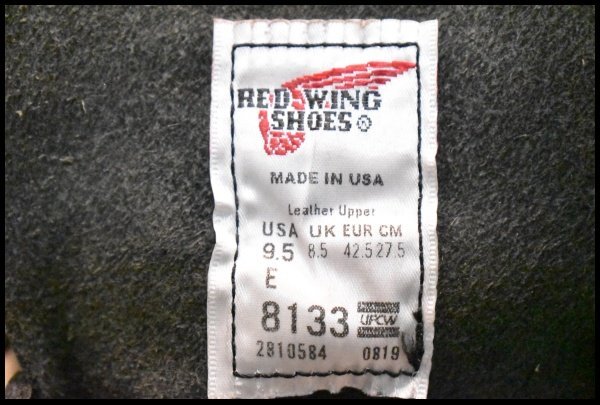 RED WING
SHOES®
MADE IN USA
Leather Upper
USA UK EUR CM
9.5 8.5 42.5 27.5
E
8133 UFCW
2810584 0819